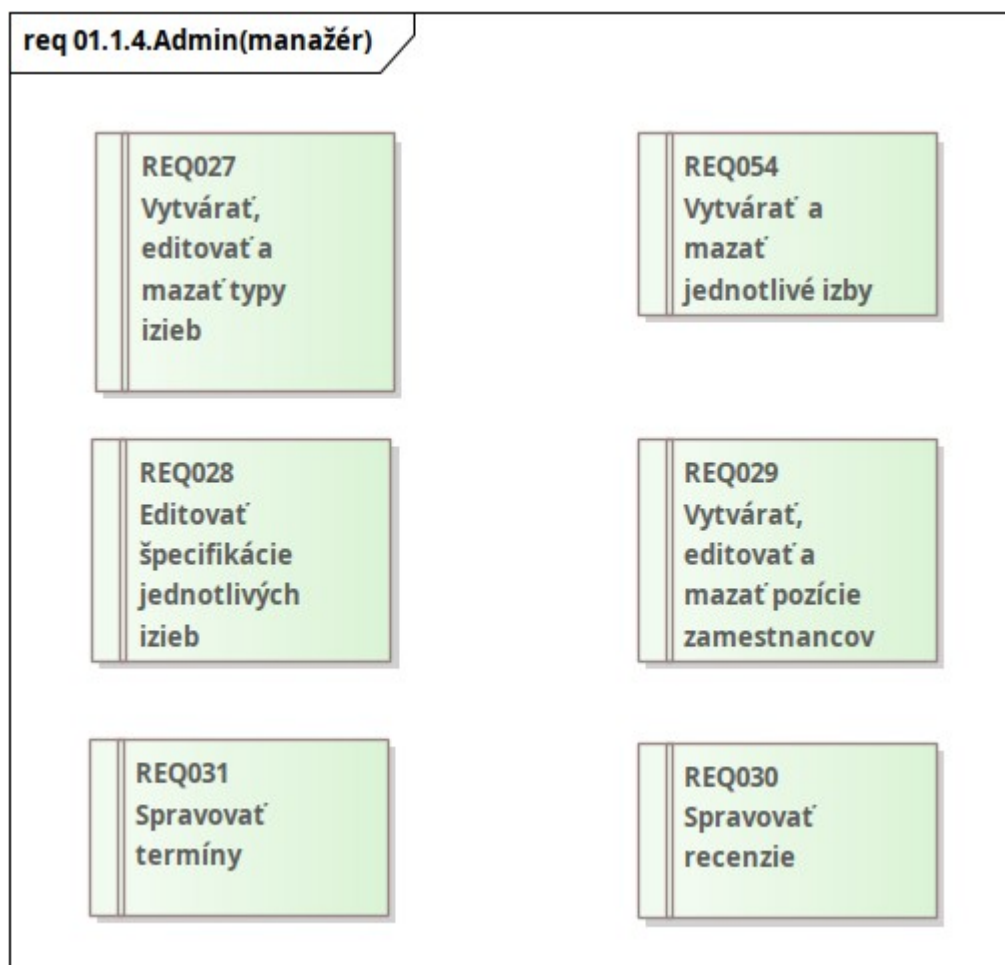 req 01.1.4.Admin(manažér)
REQ027
Vytvárať,
editovať a
mazať typy
izieb
REQ054
Vytvárať a
mazať
jednotlivé izby
REQ028
Editovať
špecifikácie
jednotlivých
izieb
REQ029
Vytvárať,
editovať a
mazať pozície
zamestnancov
REQ031
Spravovať
termíny
REQ030
Spravovať
recenzie